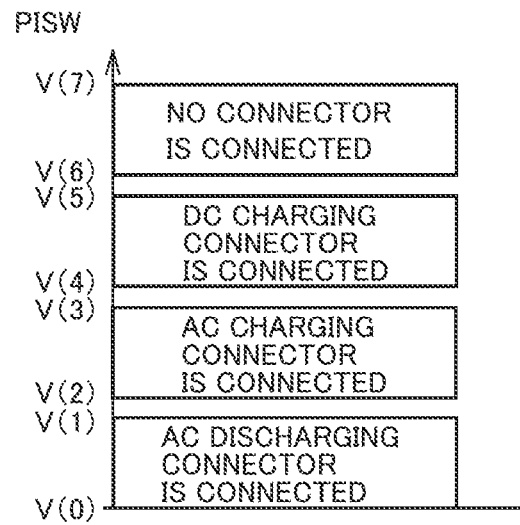 PISW
V(7)
NO CONNECTOR
IS CONNECTED
V(6)
V(5)
DC CHARGING
CONNECTOR
IS CONNECTED
V(4)
V(3)
AC CHARGING
CONNECTOR
IS CONNECTED
V(2)
V(1)
AC DISCHARGING
CONNECTOR
IS CONNECTED
V(0)